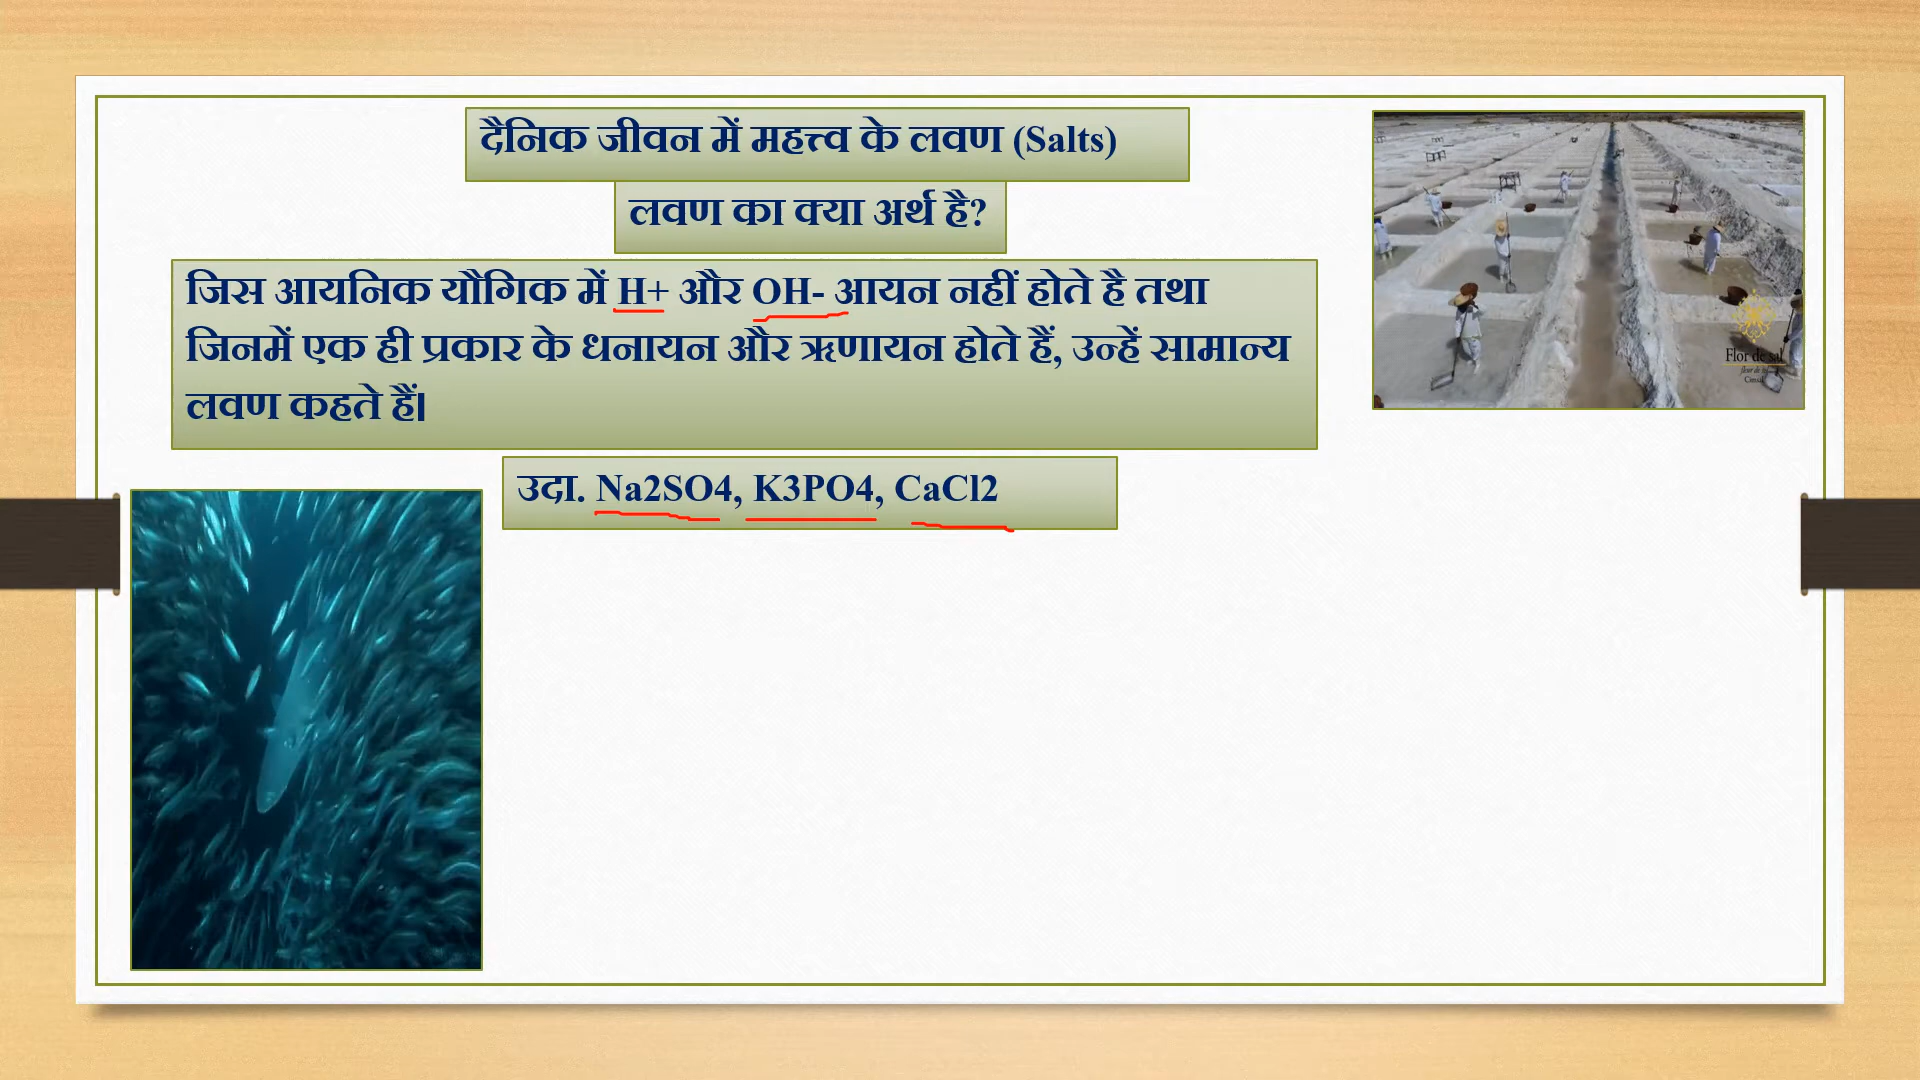 दैनिक जीवन में महत्त्व के लवण (Salts)
लवण का क्या अर्थ है?
जिस आयनिक यौगिक में H+ और OH- आयन नहीं होते है तथा
जिनमें एक ही प्रकार के धनायन और ऋणायन होते हैं, उन्हें सामान्य
लवण कहते हैं।
उदा. Na2SO4, K3PO4, CaCl2
Flor de sal